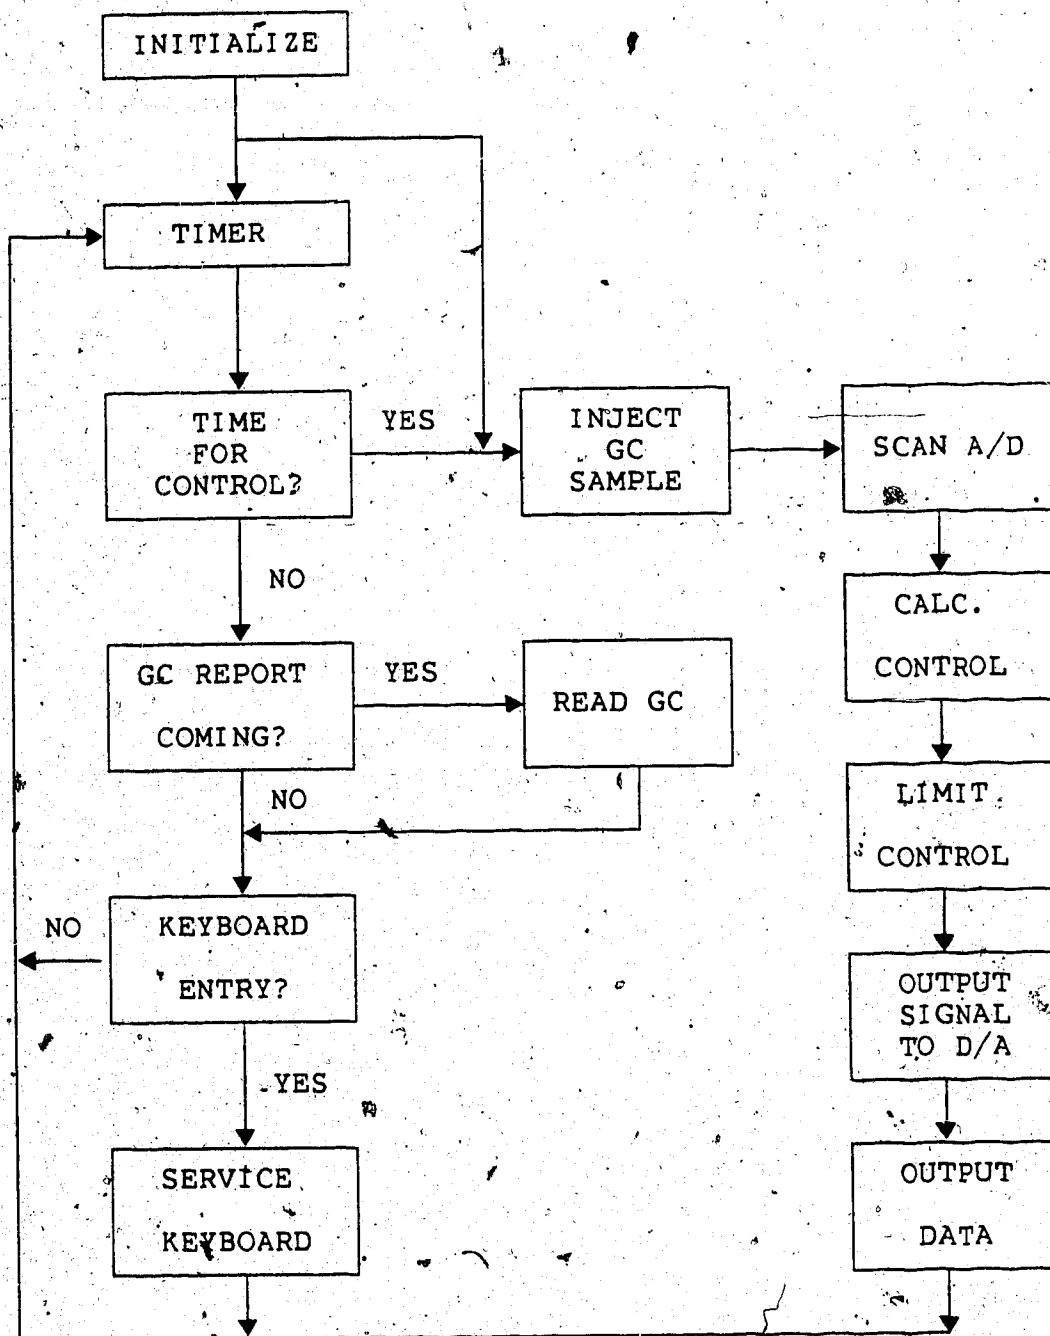 INITIALIZE
TIMER
TIME
FOR
CONTROL?
YES
INJECT
GC
SAMPLE
SCAN A/D
NO
CALC.
CONTROL
GC REPORT
COMING?
YES
READ GC
NO
LIMIT
CONTROL
NO
KEYBOARD
ENTRY?
OUTPUT
SIGNAL
TO D/A
YES
SERVICE
KEYBOARD
OUTPUT
DATA